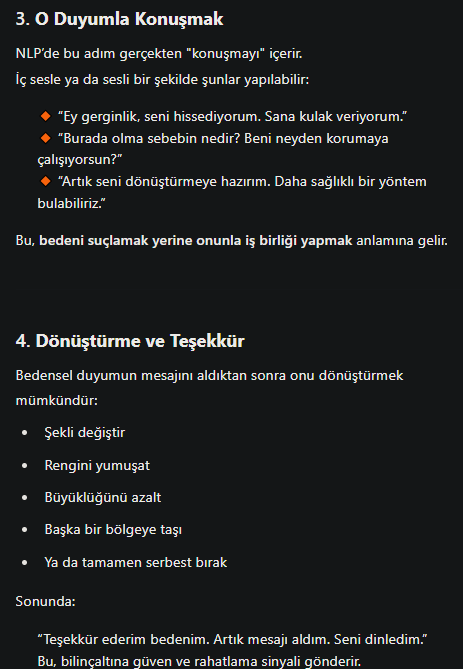 3. O Duyumla Konuşmak
NLP'de bu adım gerçekten "konuşmayı" içerir.
İç sesle ya da sesli bir şekilde şunlar yapılabilir:
🔸 “Ey gerginlik, seni hissediyorum. Sana kulak veriyorum.”
🔸 “Burada olma sebebin nedir? Beni neyden korumaya
çalışıyorsun?”
🔸 “Artık seni dönüştürmeye hazırım. Daha sağlıklı bir yöntem
bulabiliriz.”
Bu, bedeni suçlamak yerine onunla iş birliği yapmak anlamına gelir.
4. Dönüştürme ve Teşekkür
Bedensel duyumun mesajını aldıktan sonra onu dönüştürmek
mümkündür:
• Şekli değiştir
• Rengini yumuşat
• Büyüklüğünü azalt
• Başka bir bölgeye taşı
• Ya da tamamen serbest bırak
Sonunda:
“Teşekkür ederim bedenim. Artık mesajı aldım. Seni dinledim.”
Bu, bilinçaltına güven ve rahatlama sinyali gönderir.